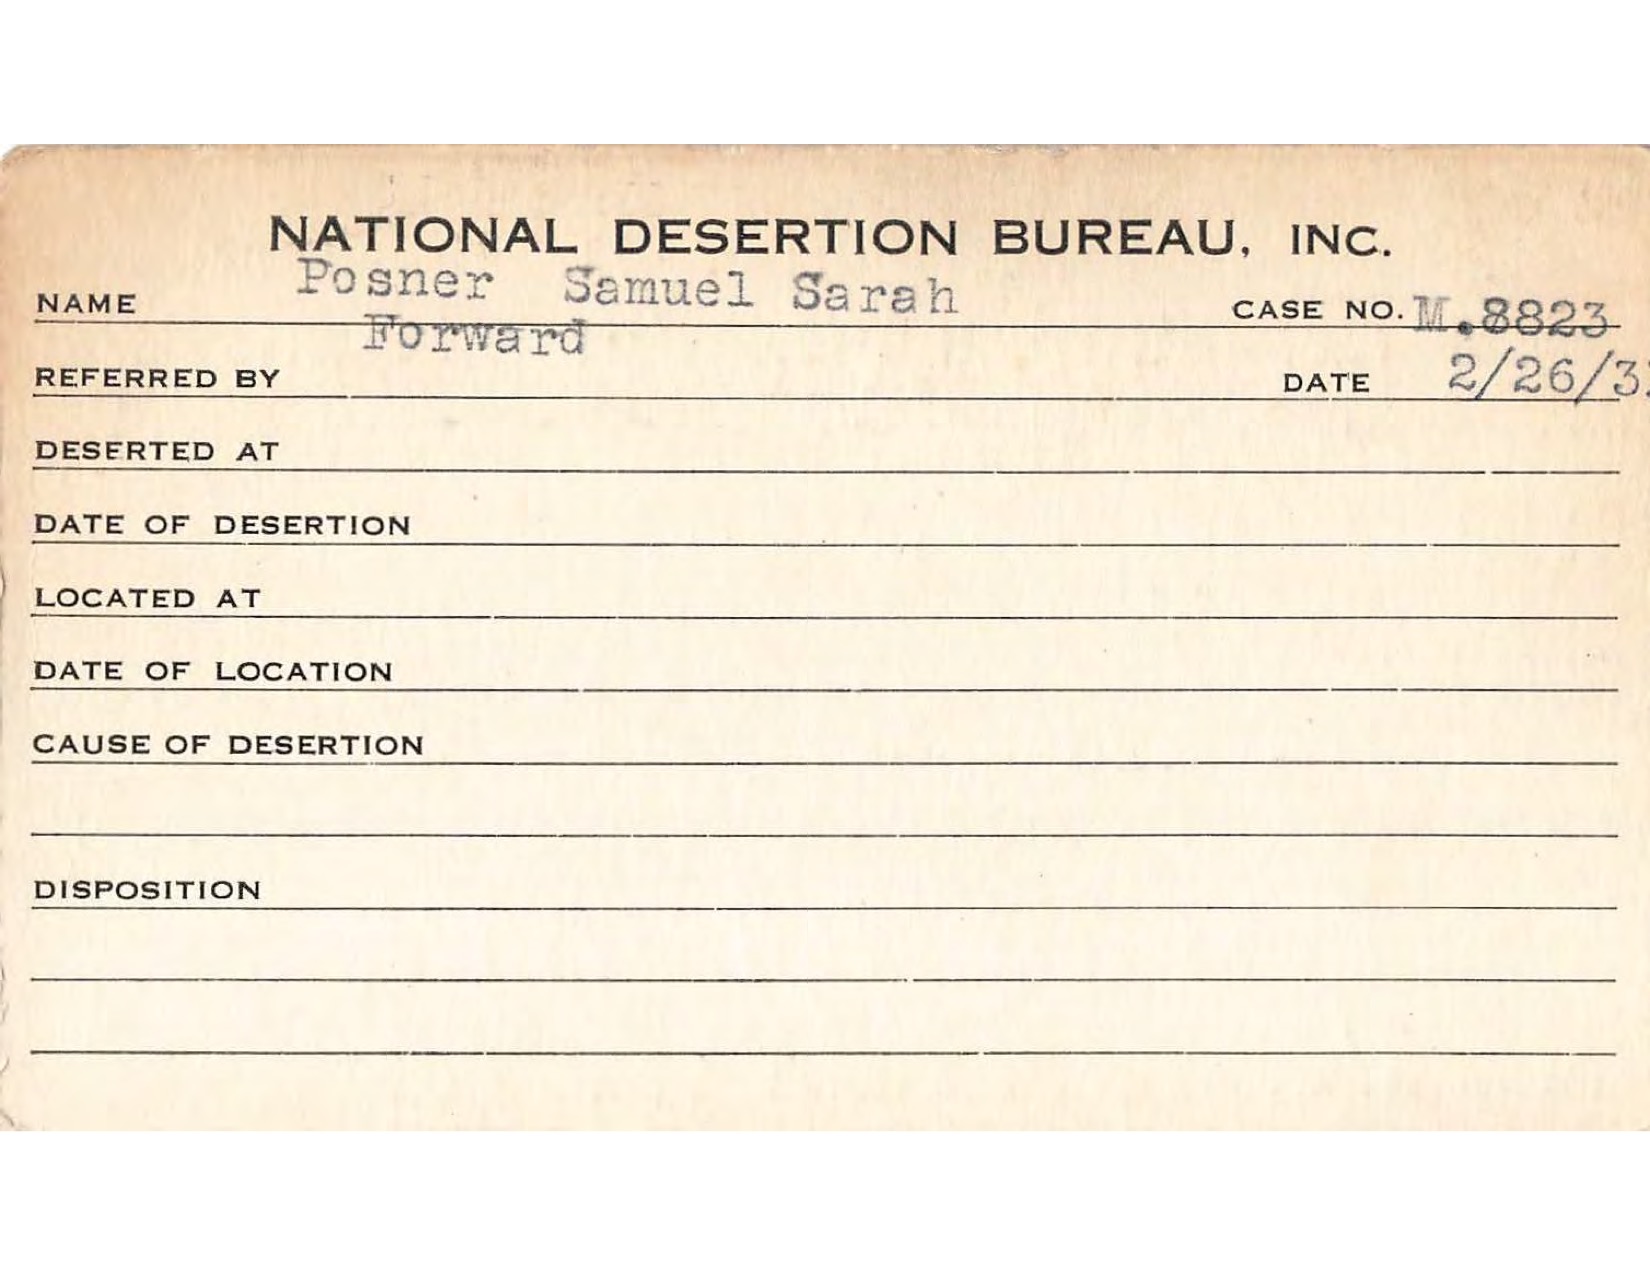 NATIONAL DESERTION BUREAU, INC.
NAME Posner Samuel Sarah CASE NO. M.8823
REFERRED BY Forward DATE 2/26/3
DESERTED AT
DATE OF DESERTION
LOCATED AT
DATE OF LOCATION
CAUSE OF DESERTION
DISPOSITION